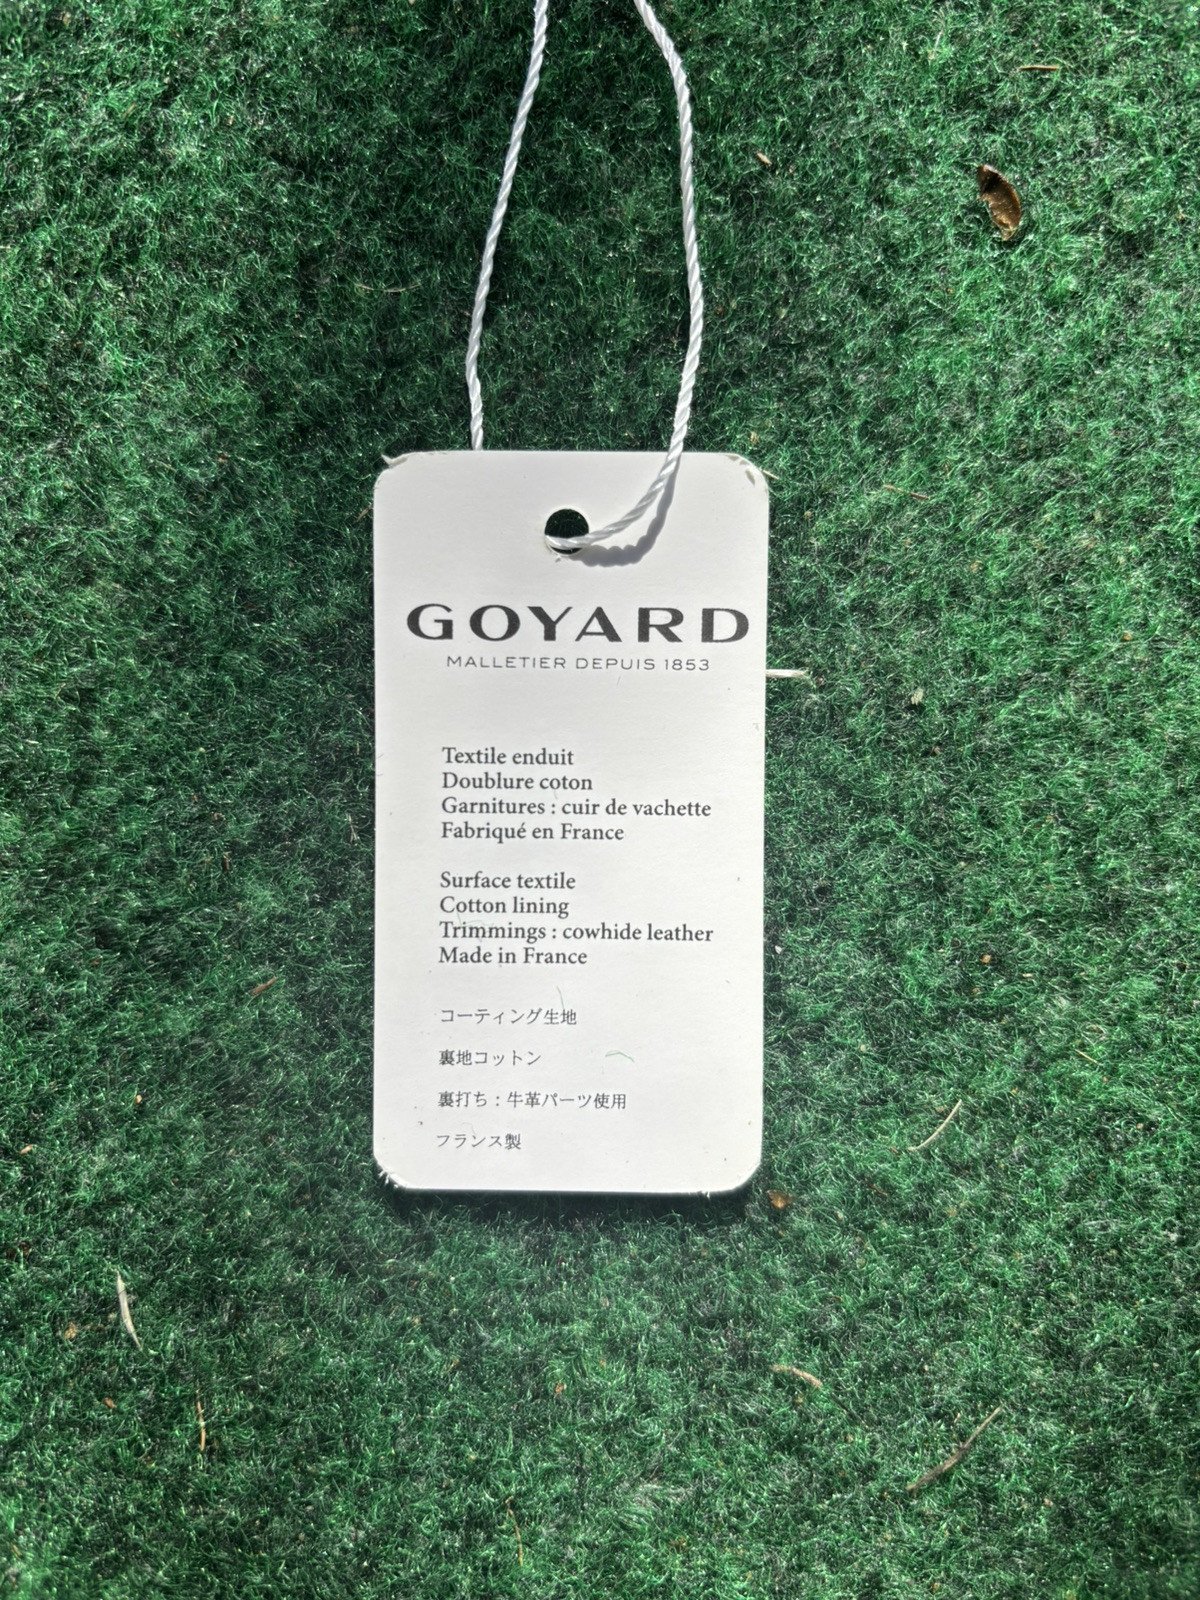 GOYARD
MALLETIER DEPUIS 1853
Textile enduit
Doublure coton
Garnitures : cuir de vachette
Fabriqué en France
Surface textile
Cotton lining
Trimmings : cowhide leather
Made in France
コーティング生地
裏地コットン
裏打ち：牛革パーツ使用
フランス製